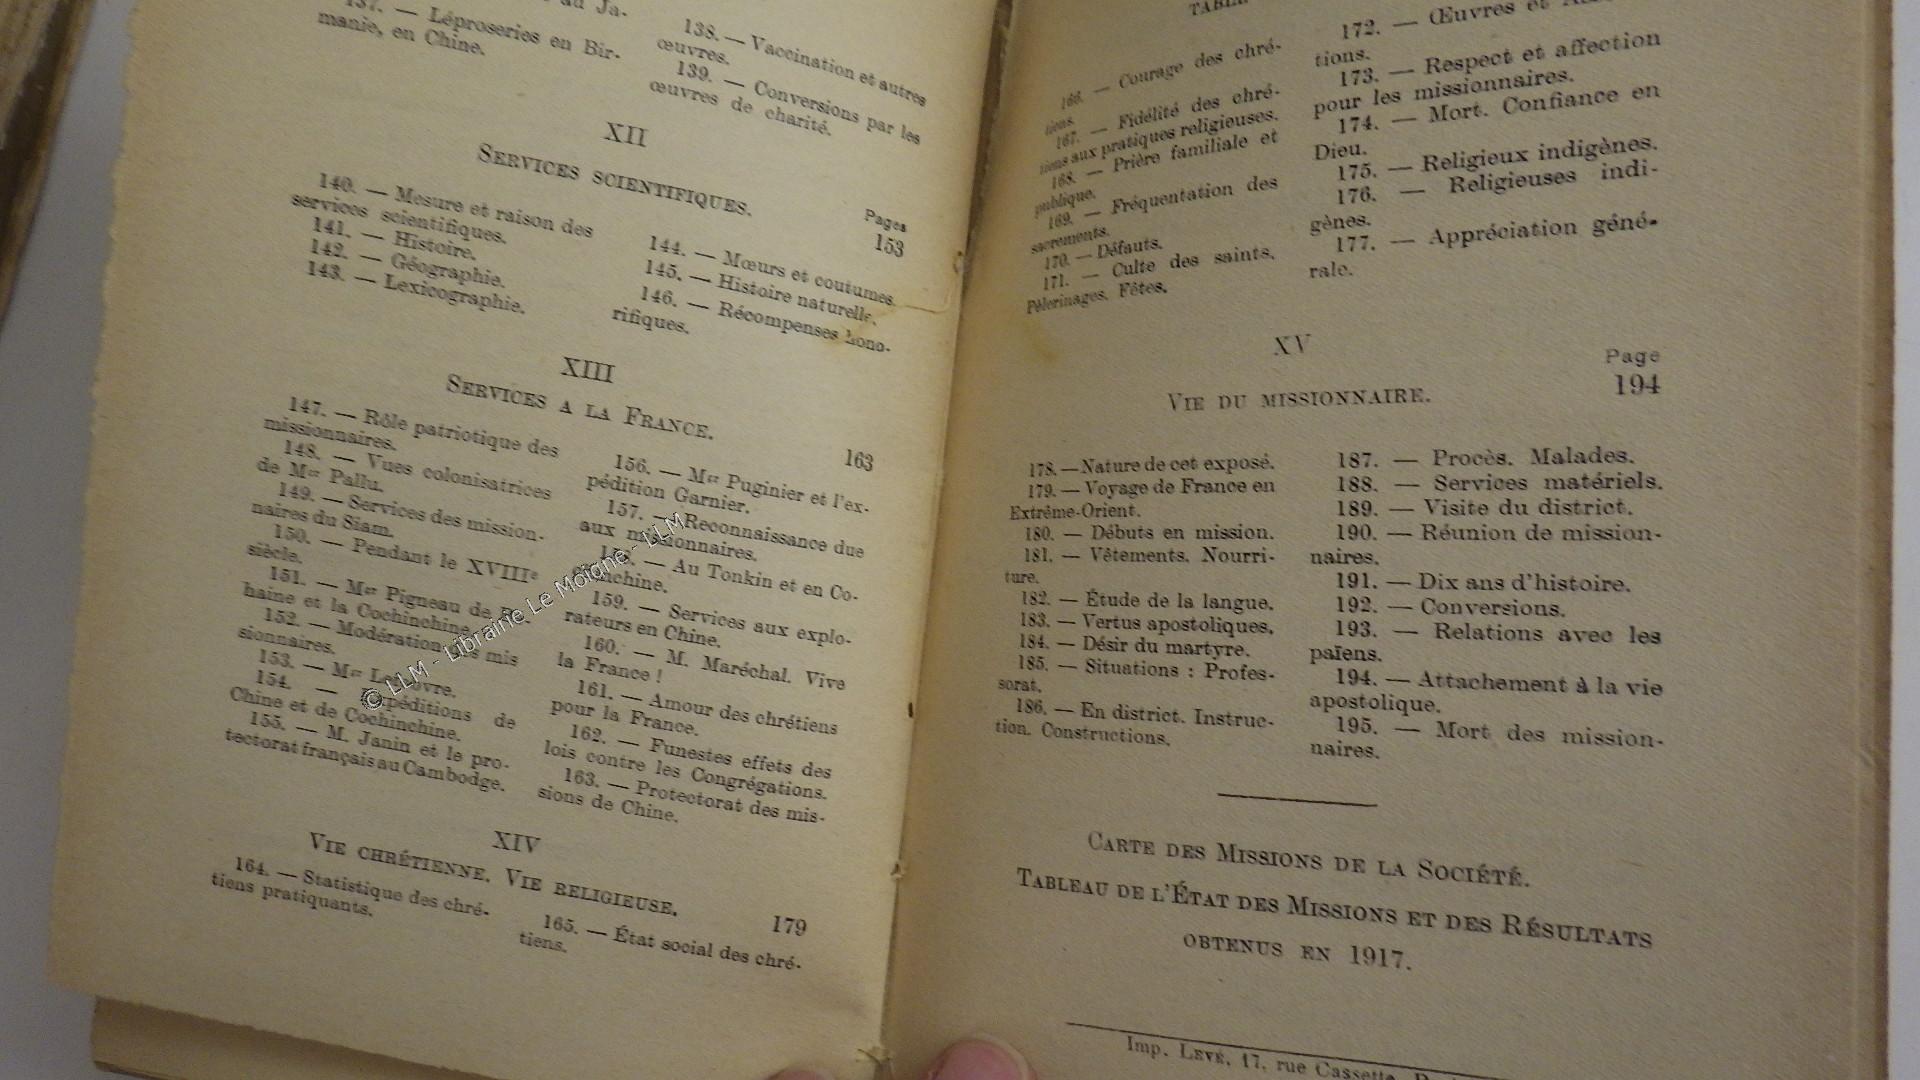 137. — Léproseries en Bir-
manie, en Chine.
au Ja-
138. — Vaccination et autres
œuvres.
139. — Conversions par les
œuvres de charité.
XII
SERVICES SCIENTIFIQUES.
Pages
153
140. — Mesure et raison des
services scientifiques.
141. — Histoire.
142. — Géographie.
143. — Lexicographie.
144. — Mœurs et coutumes.
145. — Histoire naturelle.
146. — Récompenses hono-
rifiques.
XIII
SERVICES A LA FRANCE.
163
147. — Rôle patriotique des
missionnaires.
148. — Vues colonisatrices
de Mgr Pallu.
149. — Services des mission-
naires du Siam.
150. — Pendant le XVIIIe
siècle.
151. — Mgr Pigneau de
haine et la Cochinchine.
152. — Modération des mis
sionnaires.
153. — Mgr
154. — Expéditions de
Chine et de Cochinchine.
155. — M. Janin et le pro-
tectorat français au Cambodge.
156. — Mgr Puginier et l'ex-
pédition Garnier.
157. — Reconnaissance due
aux missionnaires.
158. — Au Tonkin et en Co-
chinchine.
159. — Services aux explo-
rateurs en Chine.
160. — M. Maréchal. Vive
la France !
161. — Amour des chrétiens
pour la France.
162. — Funestes effets des
lois contre les Congrégations.
163. — Protectorat des mis-
sions de Chine.
XIV
VIE CHRÉTIENNE. VIE RELIGIEUSE.
179
164. — Statistique des chré-
tiens pratiquants.
165. — État social des chré-
tiens.
© LLM - Librairie Le Moigne - LLM
166. — Courage des chré-
tiens.
167. — Fidélité des chré-
tiens aux pratiques religieuses.
168. — Prière familiale et
publique.
169. — Fréquentation des
sacrements.
170. — Défauts.
171. — Culte des saints.
Pèlerinages. Fêtes.
172. — Œuvres et
tions.
173. — Respect et affection
pour les missionnaires.
174. — Mort. Confiance en
Dieu.
175. — Religieux indigènes.
176. — Religieuses indi-
gènes.
177. — Appréciation géné-
rale.
XV
Page
VIE DU MISSIONNAIRE.
194
178. — Nature de cet exposé.
179. — Voyage de France en
Extrême-Orient.
180. — Débuts en mission.
181. — Vêtements. Nourri-
ture.
182. — Étude de la langue.
183. — Vertus apostoliques.
184. — Désir du martyre.
185. — Situations : Profes-
sorat.
186. — En district. Instruc-
tion. Constructions.
187. — Procès. Malades.
188. — Services matériels.
189. — Visite du district.
190. — Réunion de mission-
naires.
191. — Dix ans d'histoire.
192. — Conversions.
193. — Relations avec les
païens.
194. — Attachement à la vie
apostolique.
195. — Mort des mission-
naires.
CARTE DES MISSIONS DE LA SOCIÉTÉ.
TABLEAU DE L'ÉTAT DES MISSIONS ET DES RÉSULTATS
OBTENUS EN 1917.
Imp. LEVÉ, 17, rue Cassette,